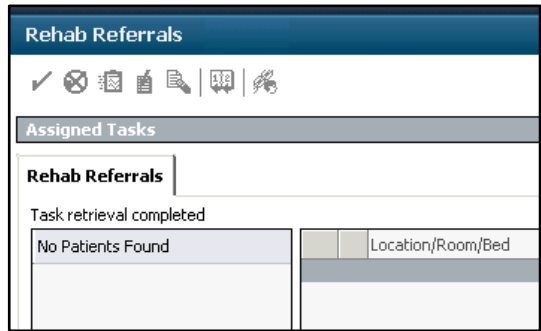 Rehab Referrals
Assigned Tasks
Rehab Referrals
Task retrieval completed
No Patients Found
Location/Room/Bed